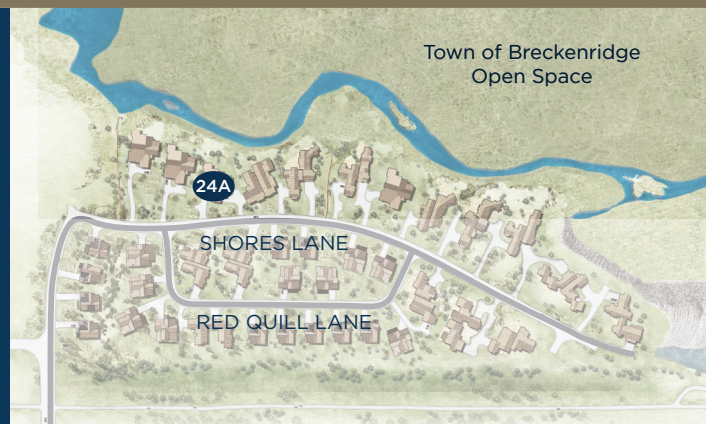 Town of Breckenridge
Open Space
24A
SHORES LANE
RED QUILL LANE